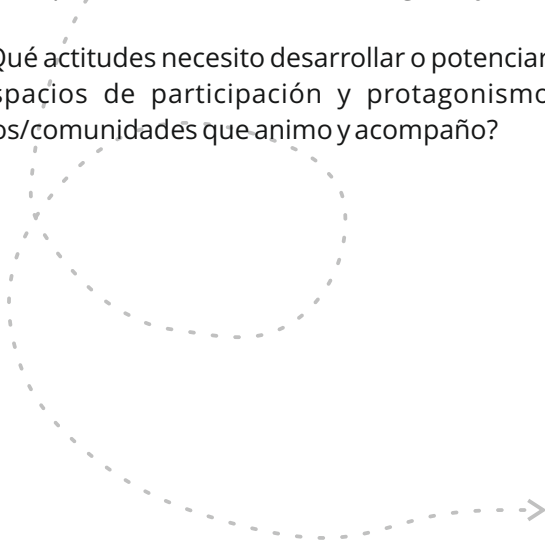 Qué actitudes necesito desarrollar o potenciar
spacios de participación y protagonismo
os/comunidades que animo y acompaño?